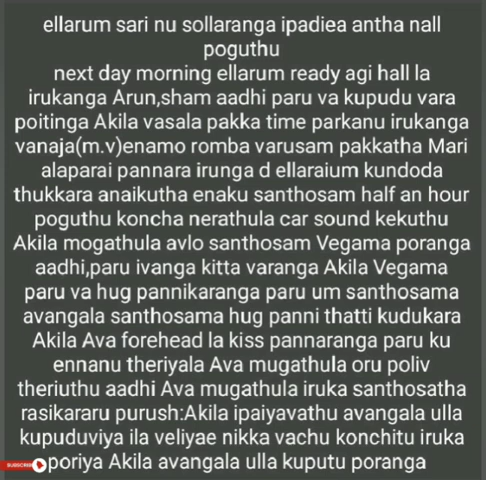 ellarum sari nu sollaranga ipadiea antha nall
poguthu
next day morning ellarum ready agi hall la
irukanga Arun,sham aadhi paru va kupudu vara
poitinga Akila vasala pakka time parkanu irukanga
vanaja(m.v)enamo romba varusam pakkatha Mari
alaparai pannara irunga d ellaraium kundoda
thukkara anaikutha enaku santhosam half an hour
poguthu koncha nerathula car sound kekuthu
Akila mogathula avlo santhosam Vegama poranga
aadhi,paru ivanga kitta varanga Akila Vegama
paru va hug pannikaranga paru um santhosama
avangala santhosama hug panni thatti kudukara
Akila Ava forehead la kiss pannaranga paru ku
ennanu theriyala Ava mugathula oru poliv
theriuthu aadhi Ava mugathula iruka santhosatha
rasikararu purush:Akila ipaiyavathu avangala ulla
kupuduviya ila veliyae nikka vachu konchitu iruka
poriya Akila avangala ulla kuputu poranga
SUBSCRIBE